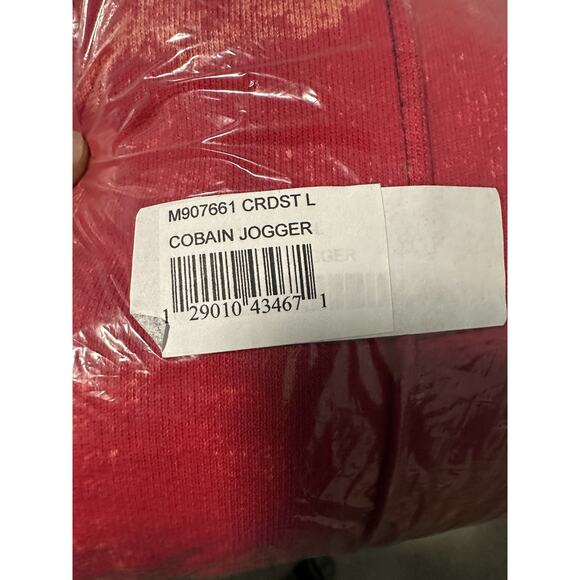 M907661 CRDST L
COBAIN JOGGER
1 29010 43467 1